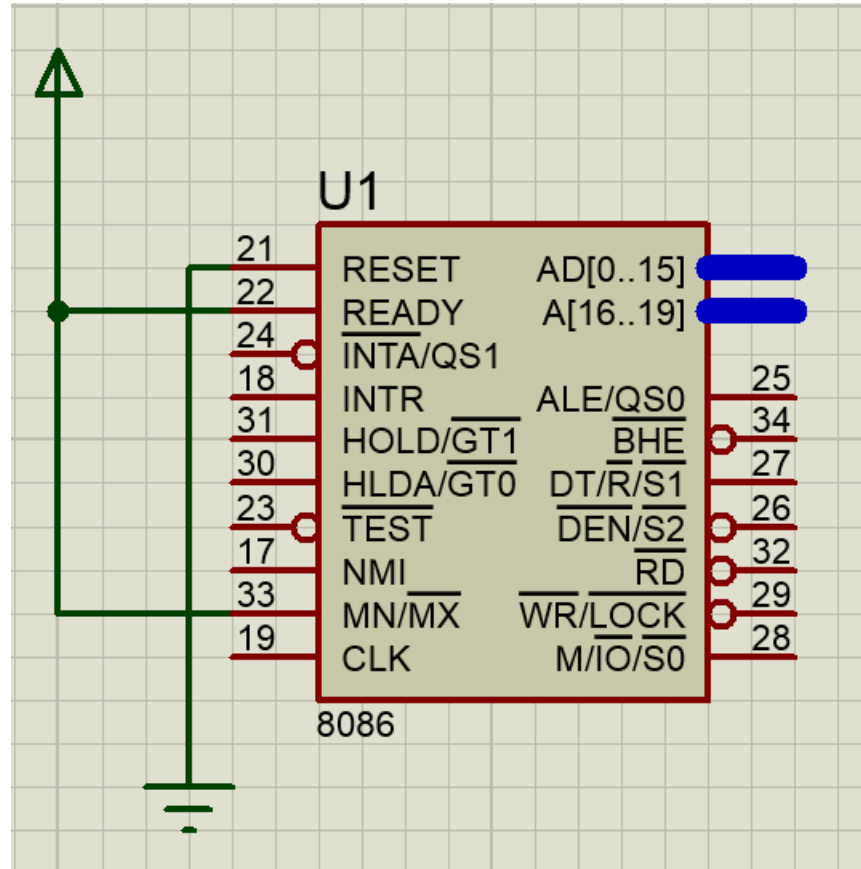 U1
21 RESET AD[0..15]
22 READY A[16..19]
24 INTA/QS1
18 INTR ALE/QS0 25
31 HOLD/GT1 BHE 34
30 HLDA/GT0 DT/R/S1 27
23 TEST DEN/S2 26
17 NMI RD 32
33 MN/MX WR/LOCK 29
19 CLK M/IO/S0 28
8086